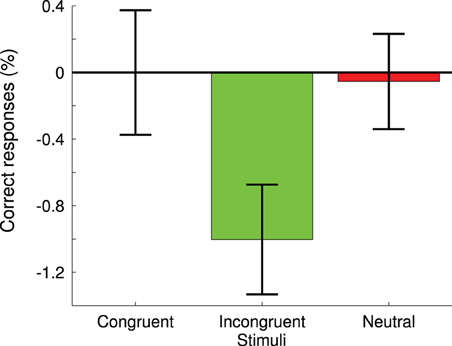 0.4
0
-0.4
-0.8
-1.2
Correct responses (%)
Congruent
Incongruent
Neutral
Stimuli